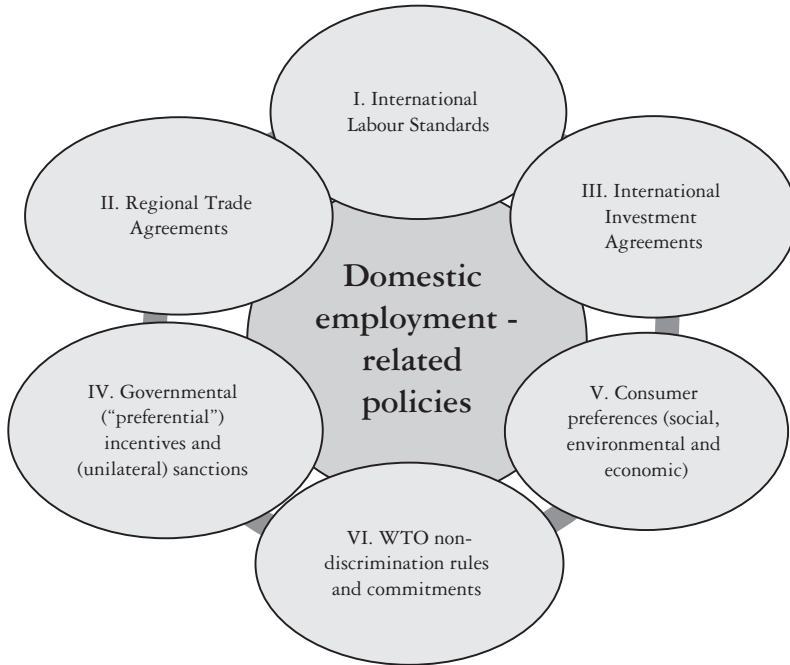 I. International
Labour Standards
II. Regional Trade
Agreements
III. International
Investment
Agreements
Domestic
employment -
related
policies
IV. Governmental
(“preferential”)
incentives and
(unilateral) sanctions
V. Consumer
preferences (social,
environmental and
economic)
VI. WTO non-
discrimination rules
and commitments